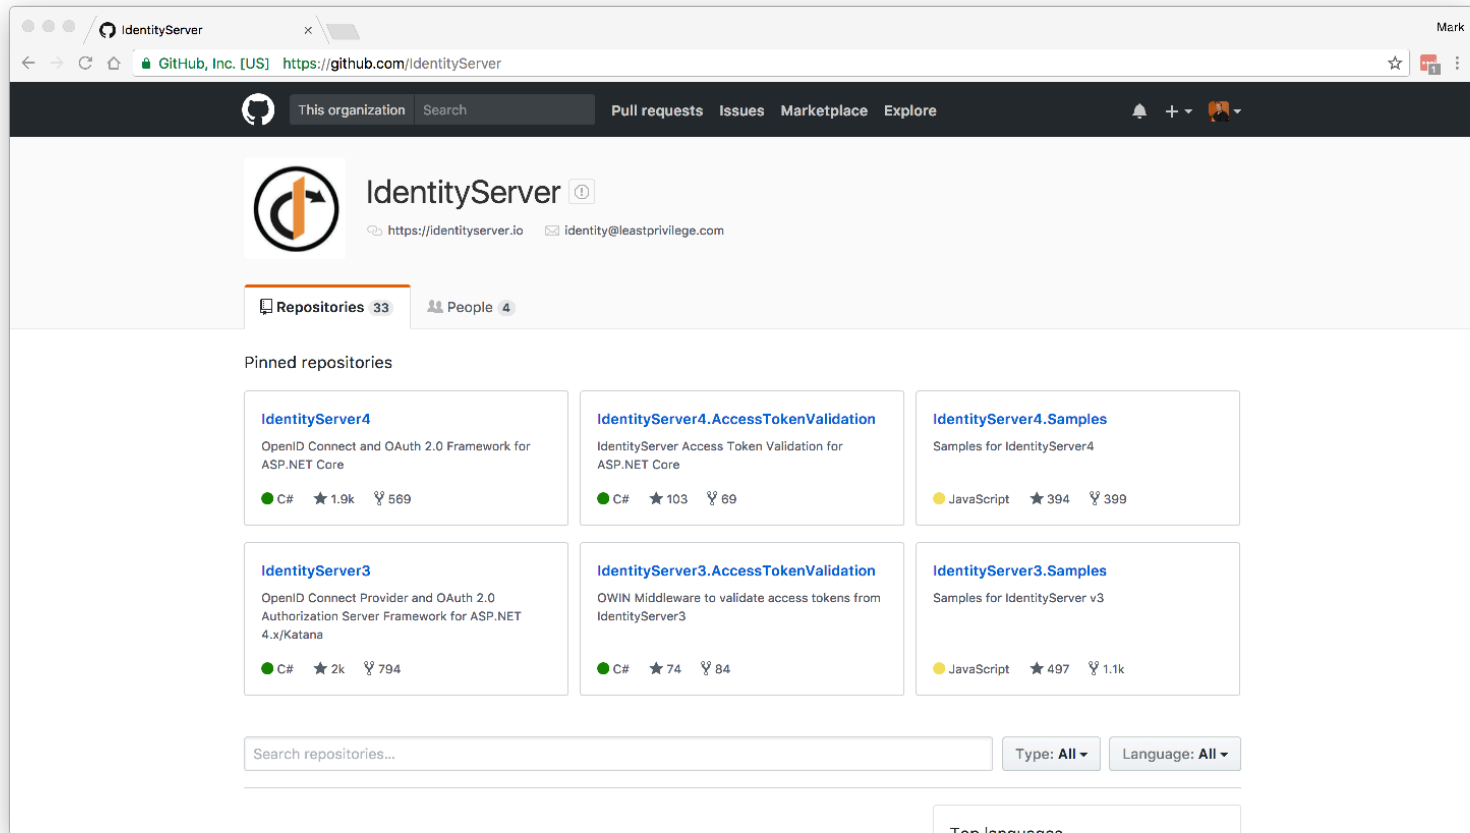 IdentityServer
Mark
GitHub, Inc. [US] https://github.com/IdentityServer
1
This organization Search Pull requests Issues Marketplace Explore
IdentityServer
https://identityserver.io identity@leastprivilege.com
Repositories 33 People 4
Pinned repositories
IdentityServer4
OpenID Connect and OAuth 2.0 Framework for
ASP.NET Core
C# 1.9k 569
IdentityServer4.AccessTokenValidation
IdentityServer Access Token Validation for
ASP.NET Core
C# 103 69
IdentityServer4.Samples
Samples for IdentityServer4
JavaScript 394 399
IdentityServer3
OpenID Connect Provider and OAuth 2.0
Authorization Server Framework for ASP.NET
4.x/Katana
C# 2k 794
IdentityServer3.AccessTokenValidation
OWIN Middleware to validate access tokens from
IdentityServer3
C# 74 84
IdentityServer3.Samples
Samples for IdentityServer v3
JavaScript 497 1.1k
Search repositories... Type: All Language: All
Top languages